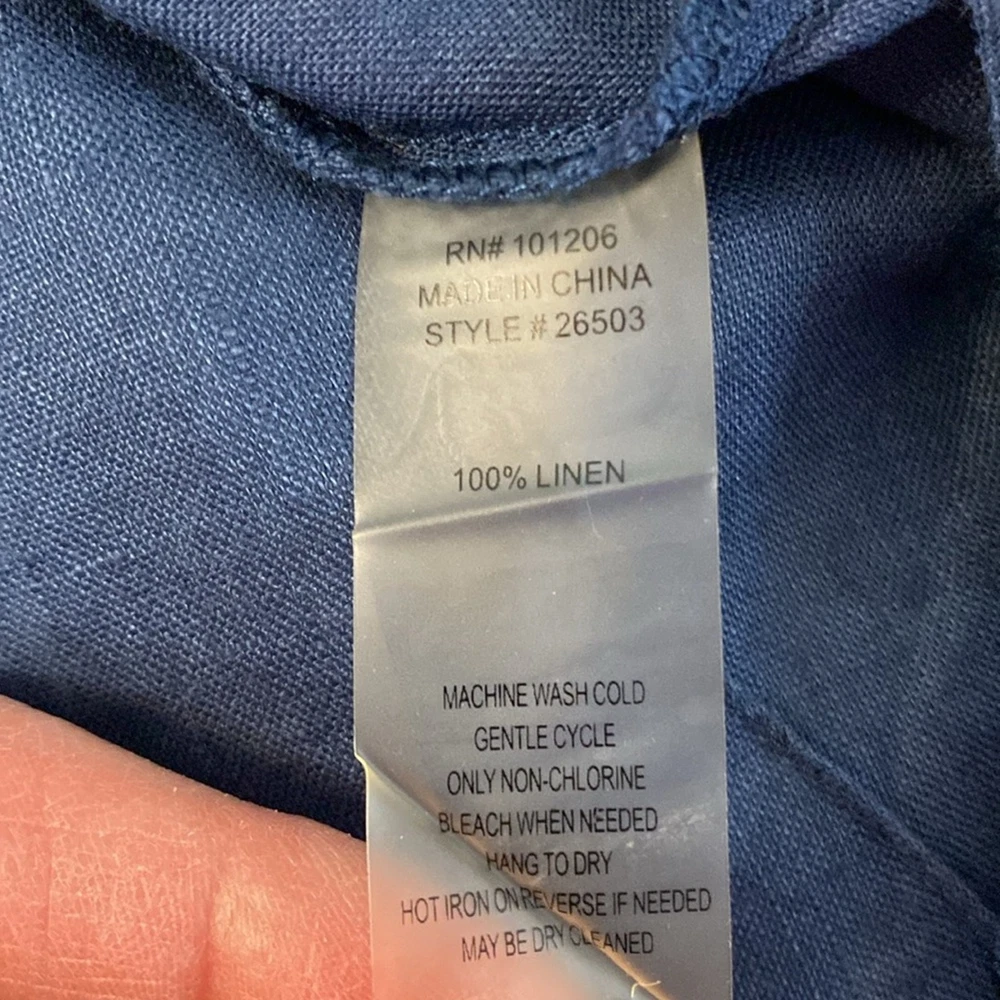 RN# 101206
MADE IN CHINA
STYLE # 26503
100% LINEN
MACHINE WASH COLD
GENTLE CYCLE
ONLY NON-CHLORINE
BLEACH WHEN NEEDED
HANG TO DRY
HOT IRON ON REVERSE IF NEEDED
MAY BE DRY CLEANED